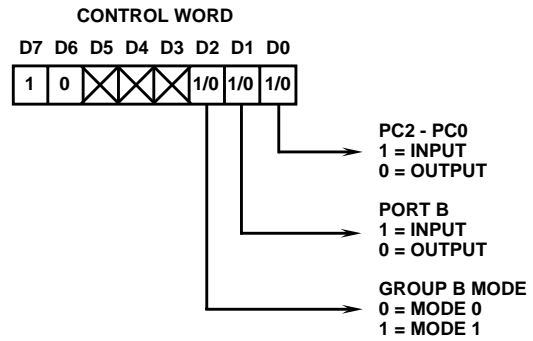 CONTROL WORD
D7 D6 D5 D4 D3 D2 D1 D0
1 0 1/0 1/0 1/0
PC2 - PC0
1 = INPUT
0 = OUTPUT
PORT B
1 = INPUT
0 = OUTPUT
GROUP B MODE
0 = MODE 0
1 = MODE 1